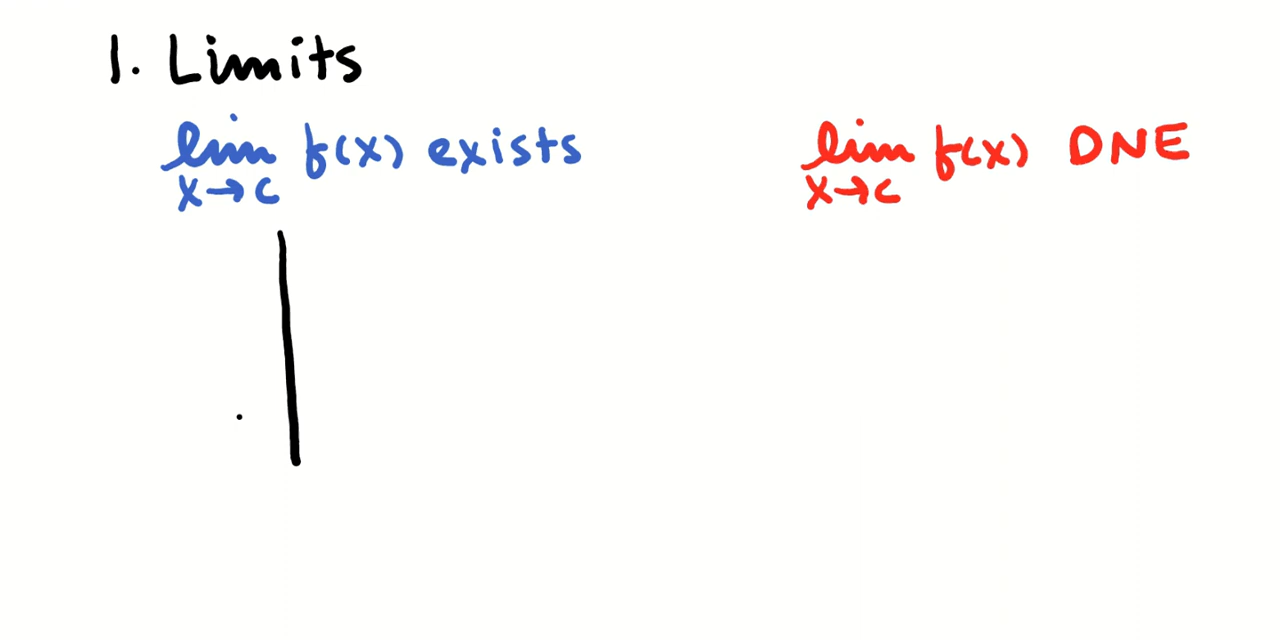 1. Limits
lim f(x) exists
x→c
lim f(x) DNE
x→c